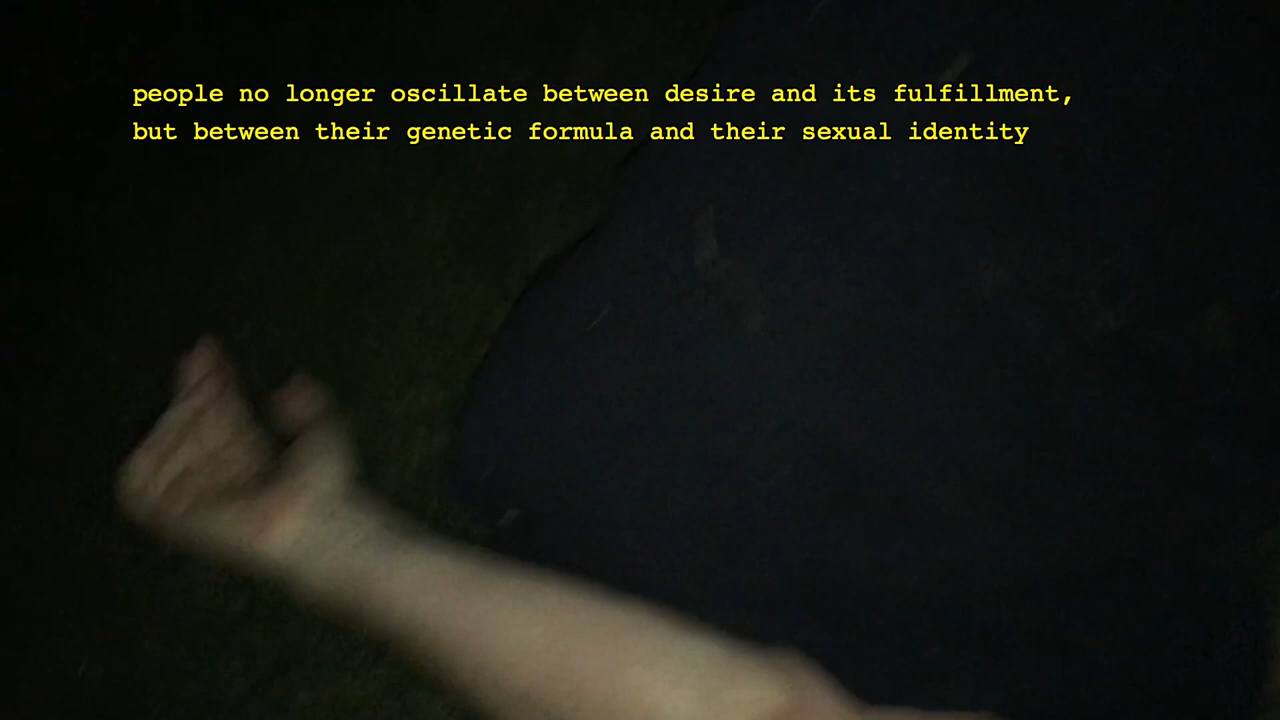 people no longer oscillate between desire and its fulfillment,
but between their genetic formula and their sexual identity